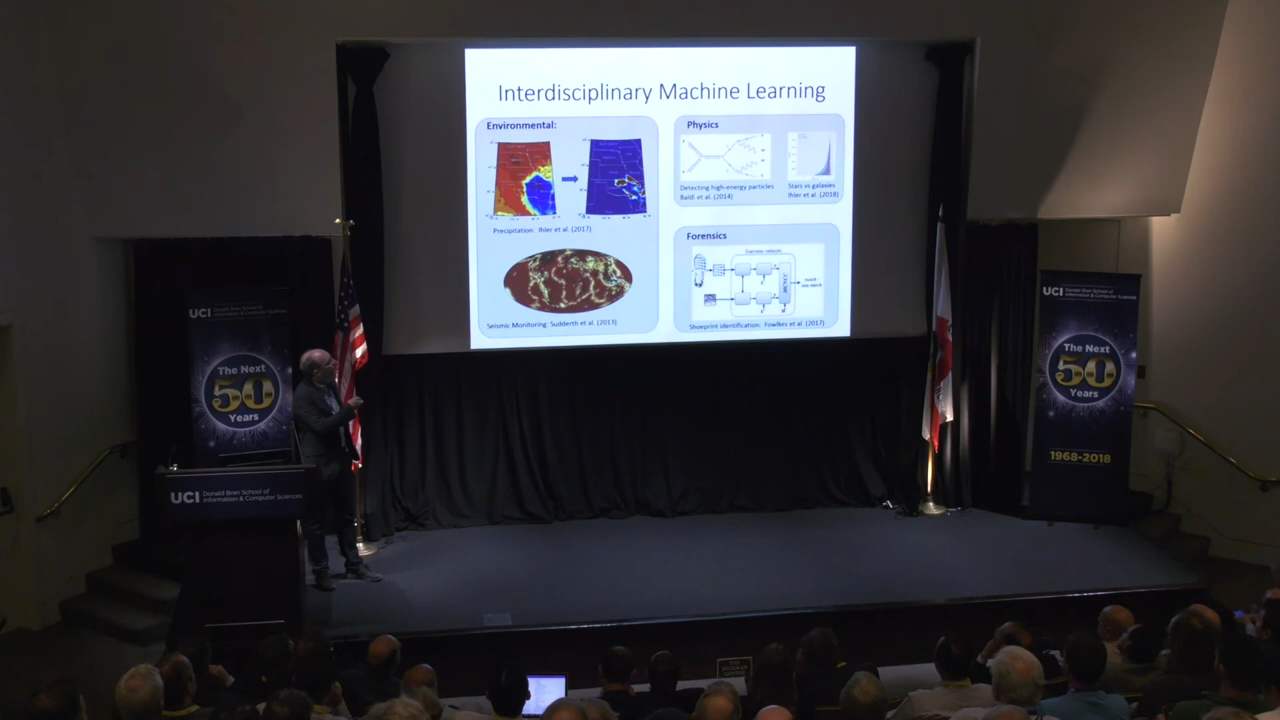 Interdisciplinary Machine Learning
Environmental:
Precipitation: Ihler et al. (2017)
Seismic Monitoring: Sudderth et al. (2013)
Physics
Detecting high-energy particles
Baldi et al. (2014)
Stars vs galaxies
Ihler et al. (2018)
Forensics
Shoeprint identification: Fowlkes et al. (2017)
UCI Donald Bren School of
Information & Computer Sciences
The Next
50
Years
UCI Donald Bren School of
Information & Computer Sciences
UCI Donald Bren School of
Information & Computer Sciences
The Next
50
Years
1968-2018